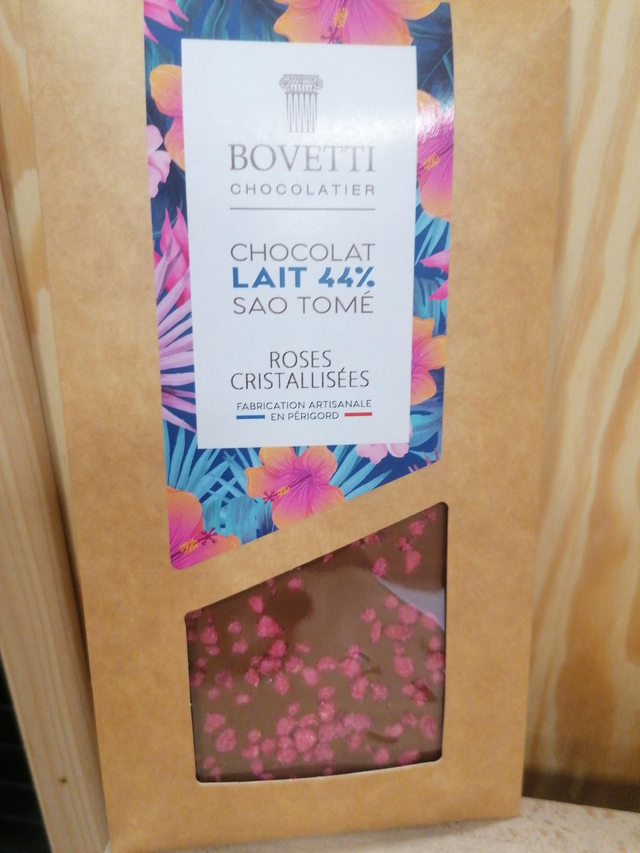 BOVETTI
CHOCOLATIER
CHOCOLAT
LAIT 44%
SAO TOMÉ
ROSES
CRISTALLISÉES
FABRICATION ARTISANALE
EN PÉRIGORD